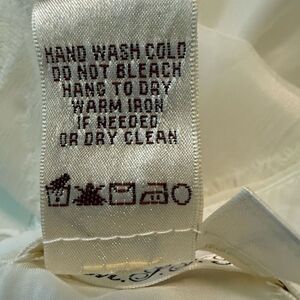 HAND WASH COLD
DO NOT BLEACH
HANG TO DRY
WARM IRON
IF NEEDED
OR DRY CLEAN